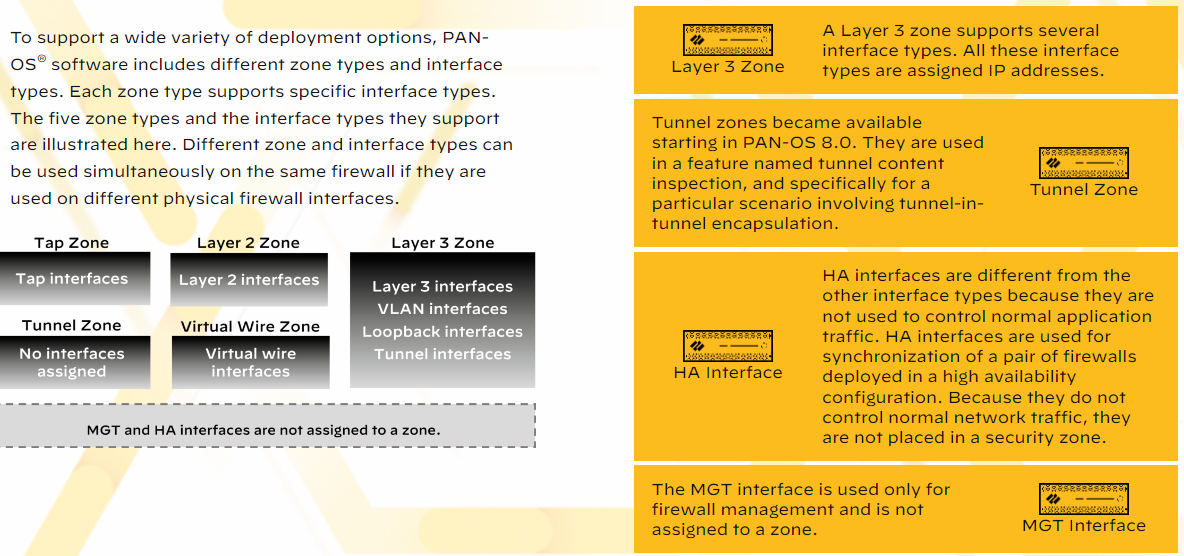 To support a wide variety of deployment options, PAN-
OS® software includes different zone types and interface
types. Each zone type supports specific interface types.
The five zone types and the interface types they support
are illustrated here. Different zone and interface types can
be used simultaneously on the same firewall if they are
used on different physical firewall interfaces.
Tap Zone
Tap interfaces
Layer 2 Zone
Layer 2 interfaces
Layer 3 Zone
Layer 3 interfaces
VLAN interfaces
Loopback interfaces
Tunnel interfaces
Tunnel Zone
No interfaces
assigned
Virtual Wire Zone
Virtual wire
interfaces
MGT and HA interfaces are not assigned to a zone.
Layer 3 Zone
A Layer 3 zone supports several
interface types. All these interface
types are assigned IP addresses.
Tunnel zones became available
starting in PAN-OS 8.0. They are used
in a feature named tunnel content
inspection, and specifically for a
particular scenario involving tunnel-in-
tunnel encapsulation.
Tunnel Zone
HA Interface
HA interfaces are different from the
other interface types because they are
not used to control normal application
traffic. HA interfaces are used for
synchronization of a pair of firewalls
deployed in a high availability
configuration. Because they do not
control normal network traffic, they
are not placed in a security zone.
The MGT interface is used only for
firewall management and is not
assigned to a zone.
MGT Interface